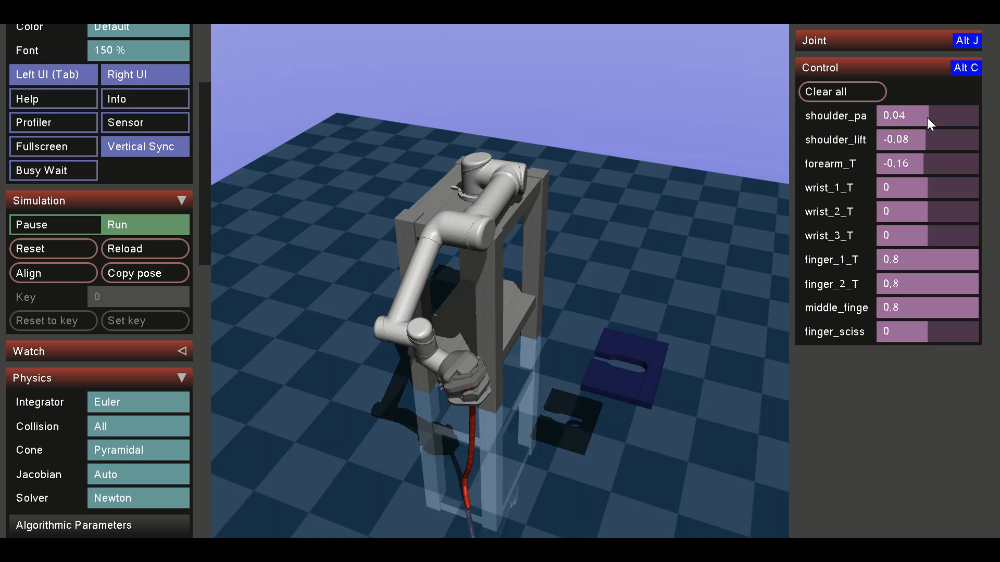 Color Default
Font 150 %
Left UI (Tab) Right UI
Help Info
Profiler Sensor
Fullscreen Vertical Sync
Busy Wait
Simulation
Pause Run
Reset Reload
Align Copy pose
Key 0
Reset to key Set key
Watch
Physics
Integrator Euler
Collision All
Cone Pyramidal
Jacobian Auto
Solver Newton
Algorithmic Parameters
Joint Alt J
Control Alt C
Clear all
shoulder_pa 0.04
shoulder_lift -0.08
forearm_T -0.16
wrist_1_T 0
wrist_2_T 0
wrist_3_T 0
finger_1_T 0.8
finger_2_T 0.8
middle_finge 0.8
finger_sciss 0